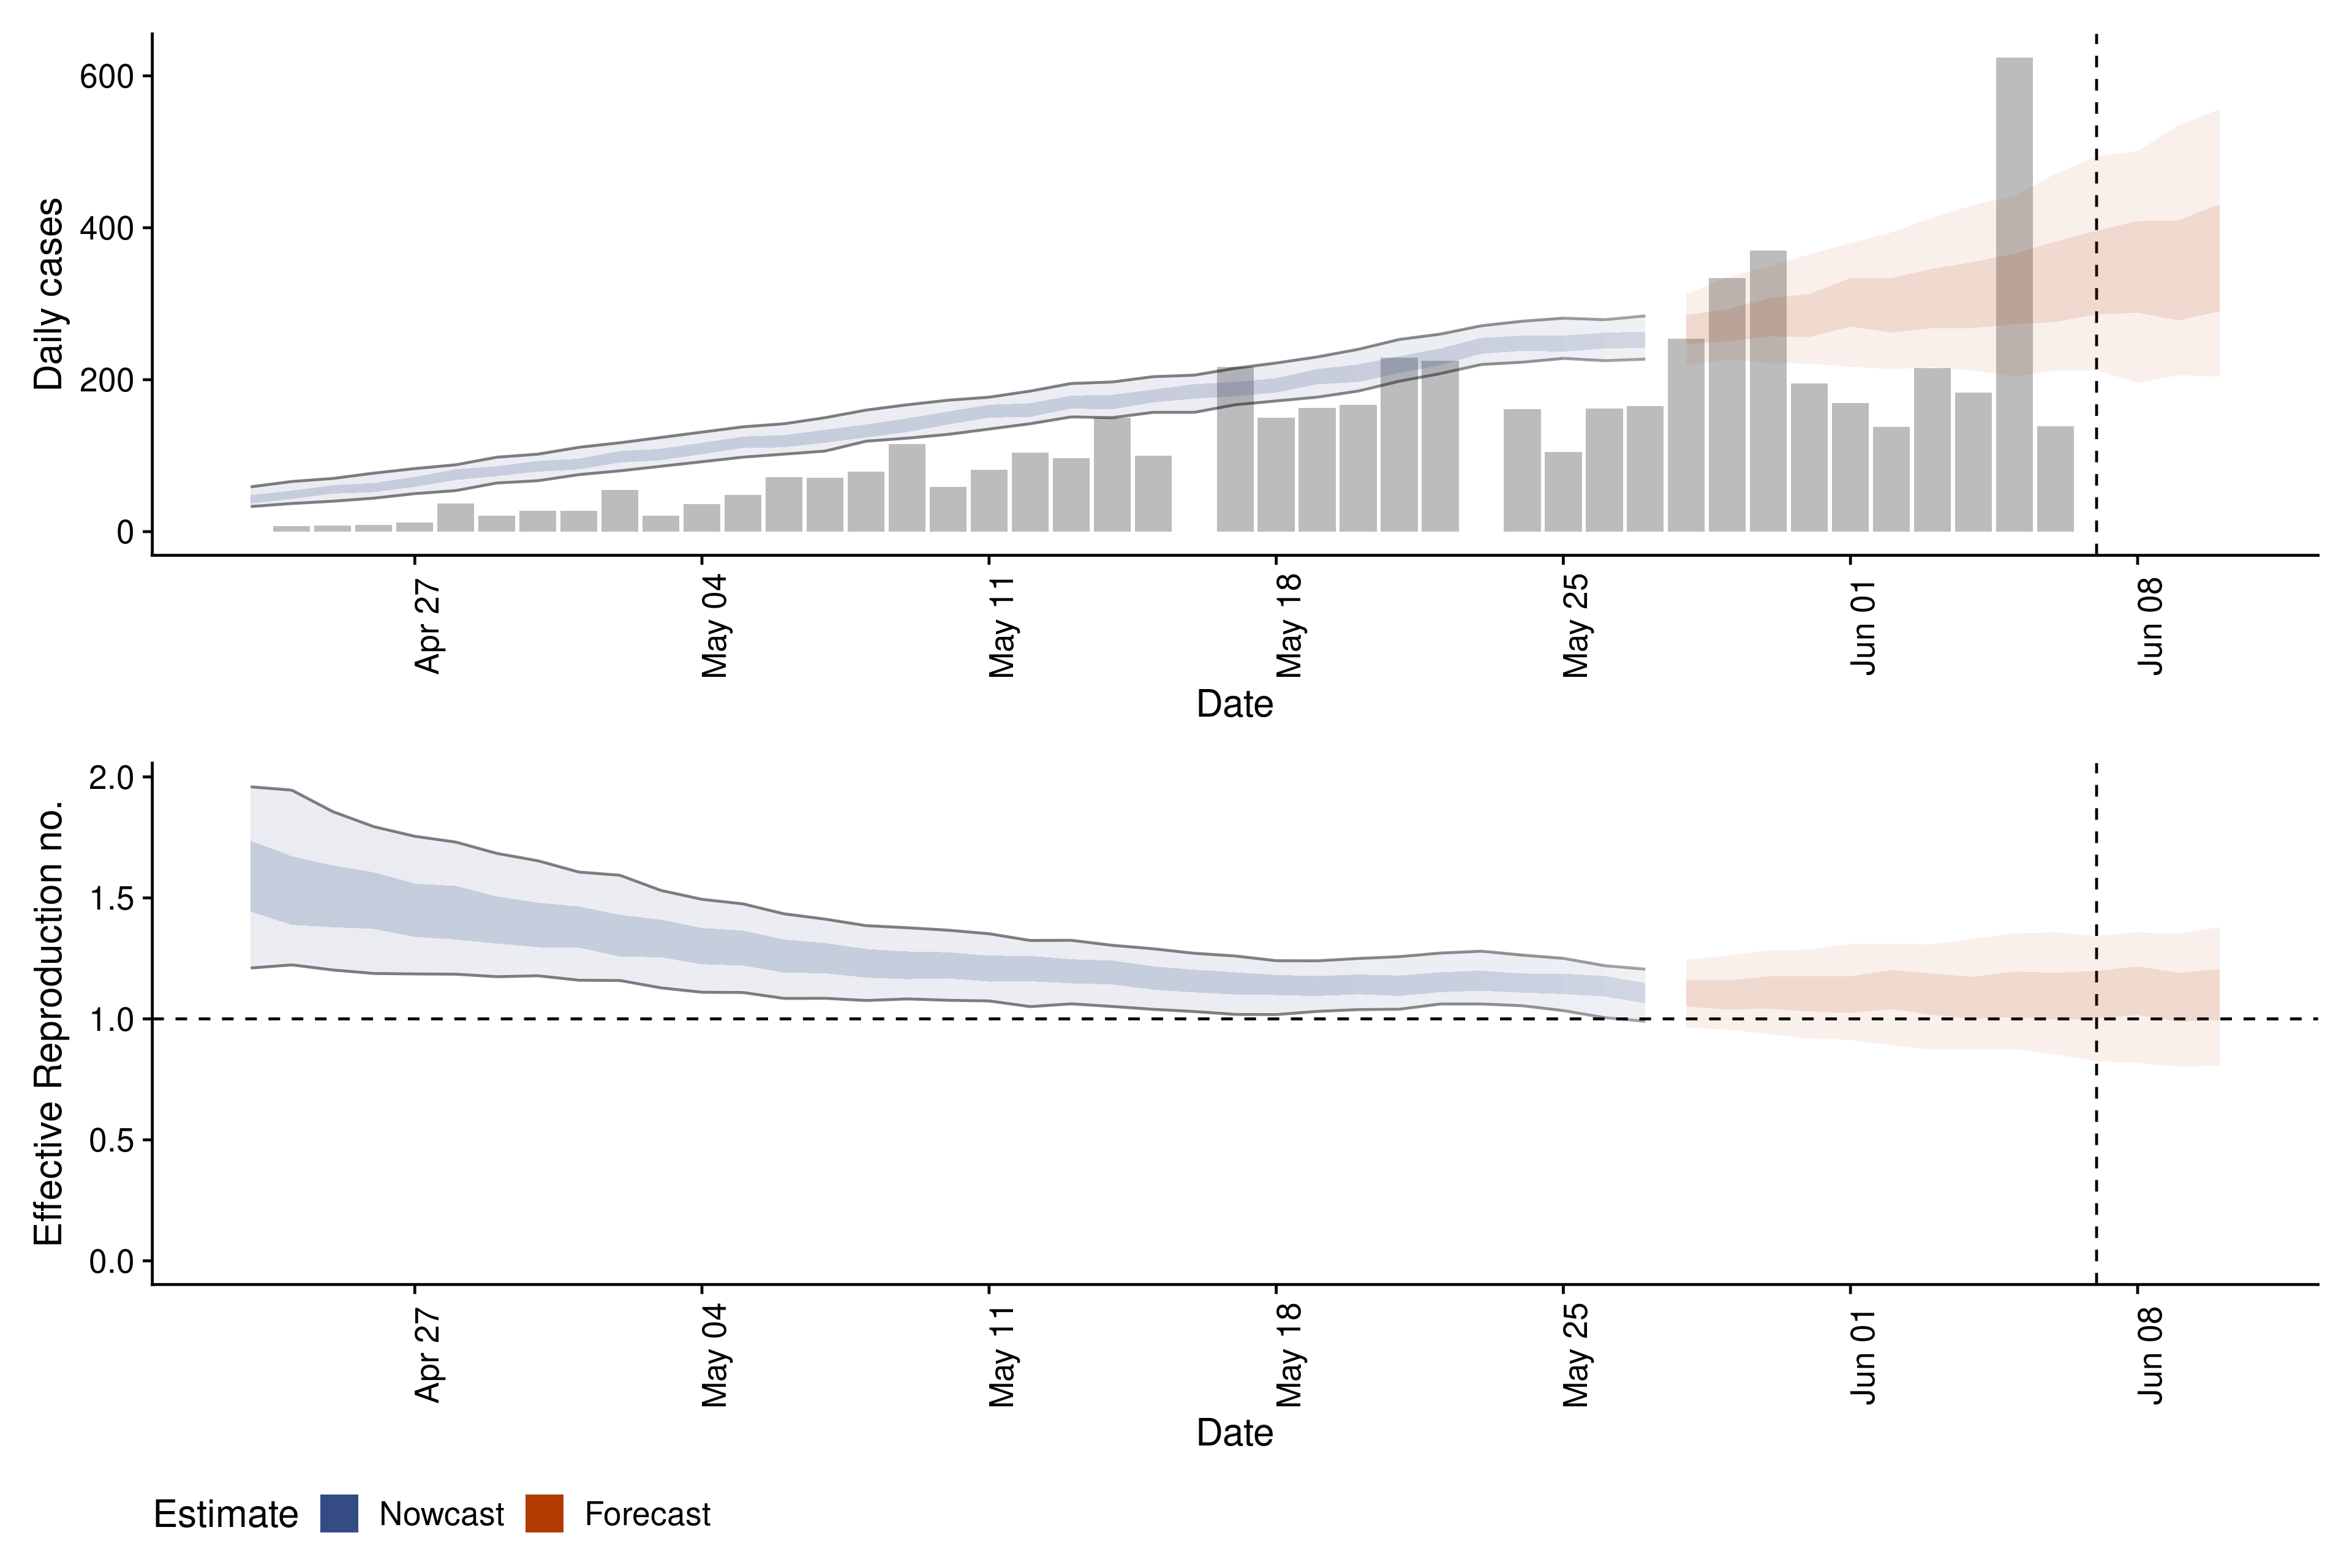 Daily cases
600
400
200
0
Apr 27
May 04
May 11
May 18
May 25
Jun 01
Jun 08
Date
Effective Reproduction no.
2.0
1.5
1.0
0.5
0.0
Apr 27
May 04
May 11
May 18
May 25
Jun 01
Jun 08
Date
Estimate Nowcast Forecast